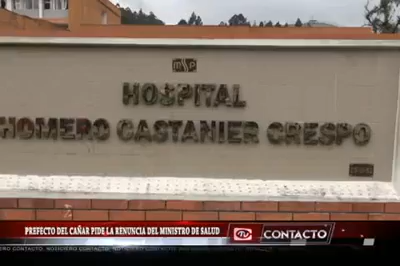 msp
HOSPITAL
HOMERO CASTANIER CRESPO
PREFECTO DEL CAÑAR PIDE LA RENUNCIA DEL MINISTRO DE SALUD
CONTACTO